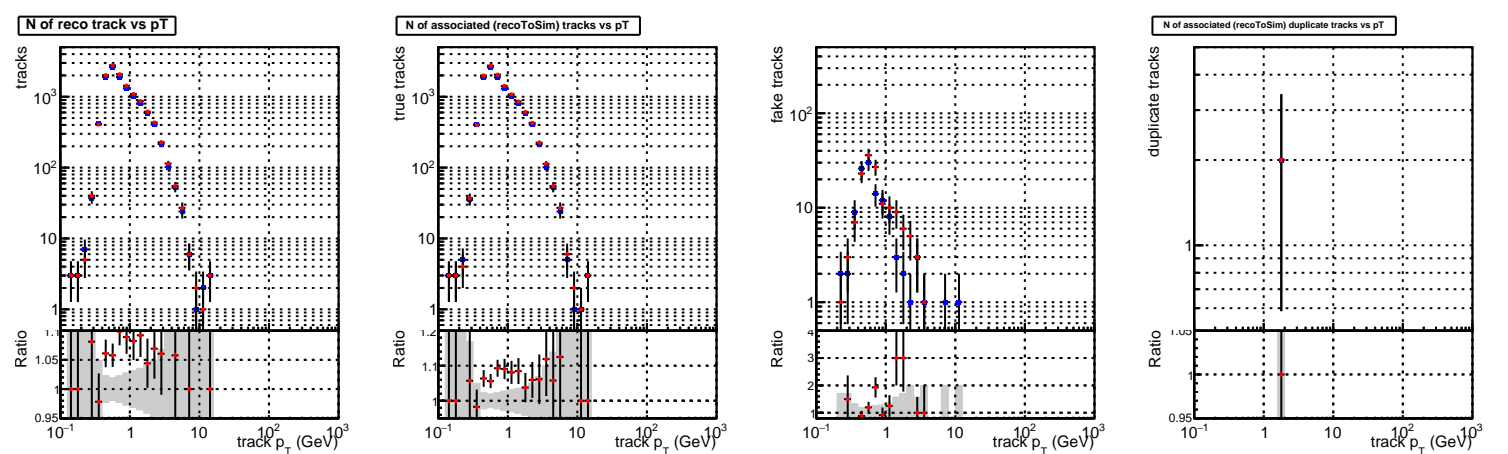 N of reco track vs pT
tracks
10³
10²
10
1
Ratio
1.1
1.05
1
0.95
10⁻¹ 1 10 10² 10³
track p_T (GeV)
N of associated (recoToSim) tracks vs pT
true tracks
10³
10²
10
1
Ratio
1.2
1.1
1
10⁻¹ 1 10 10² 10³
track p_T (GeV)
fake tracks
10²
10
1
Ratio
4
3
2
1
10⁻¹ 1 10 10² 10³
track p_T (GeV)
N of associated (recoToSim) duplicate tracks vs pT
duplicate tracks
1
Ratio
1.05
1
0.95
10⁻¹ 1 10 10² 10³
track p_T (GeV)